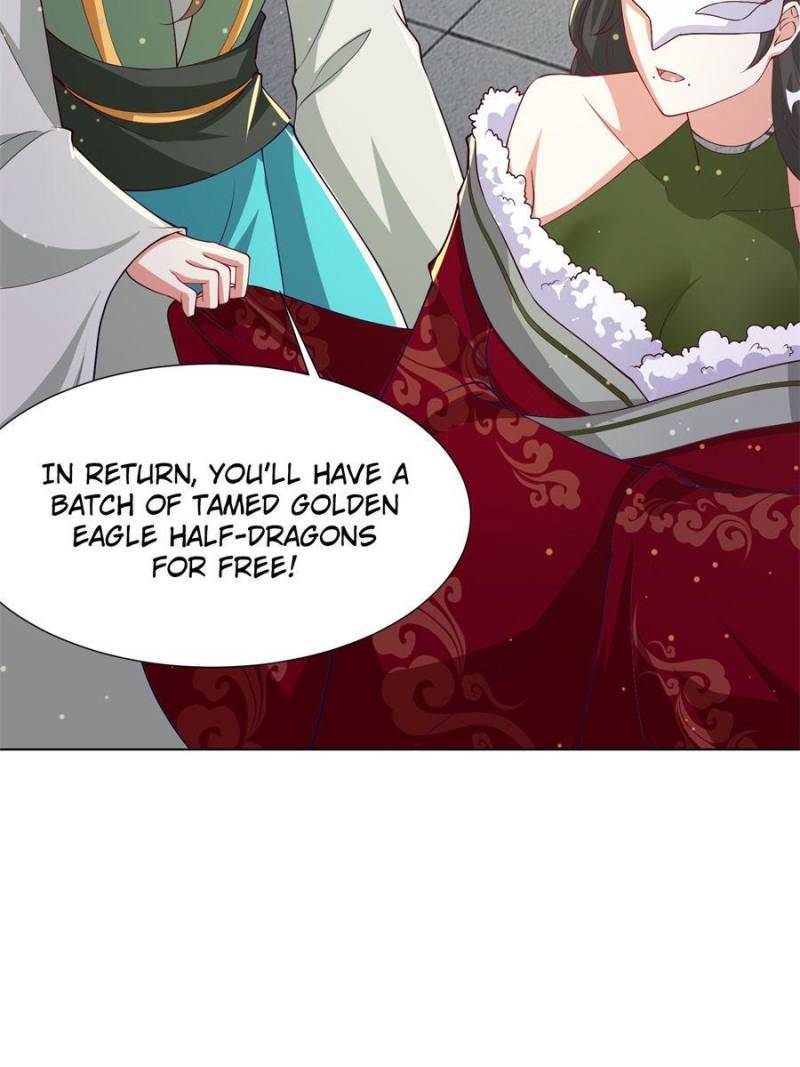 IN RETURN, YOU'LL HAVE A
BATCH OF TAMED GOLDEN
EAGLE HALF-DRAGONS
FOR FREE!